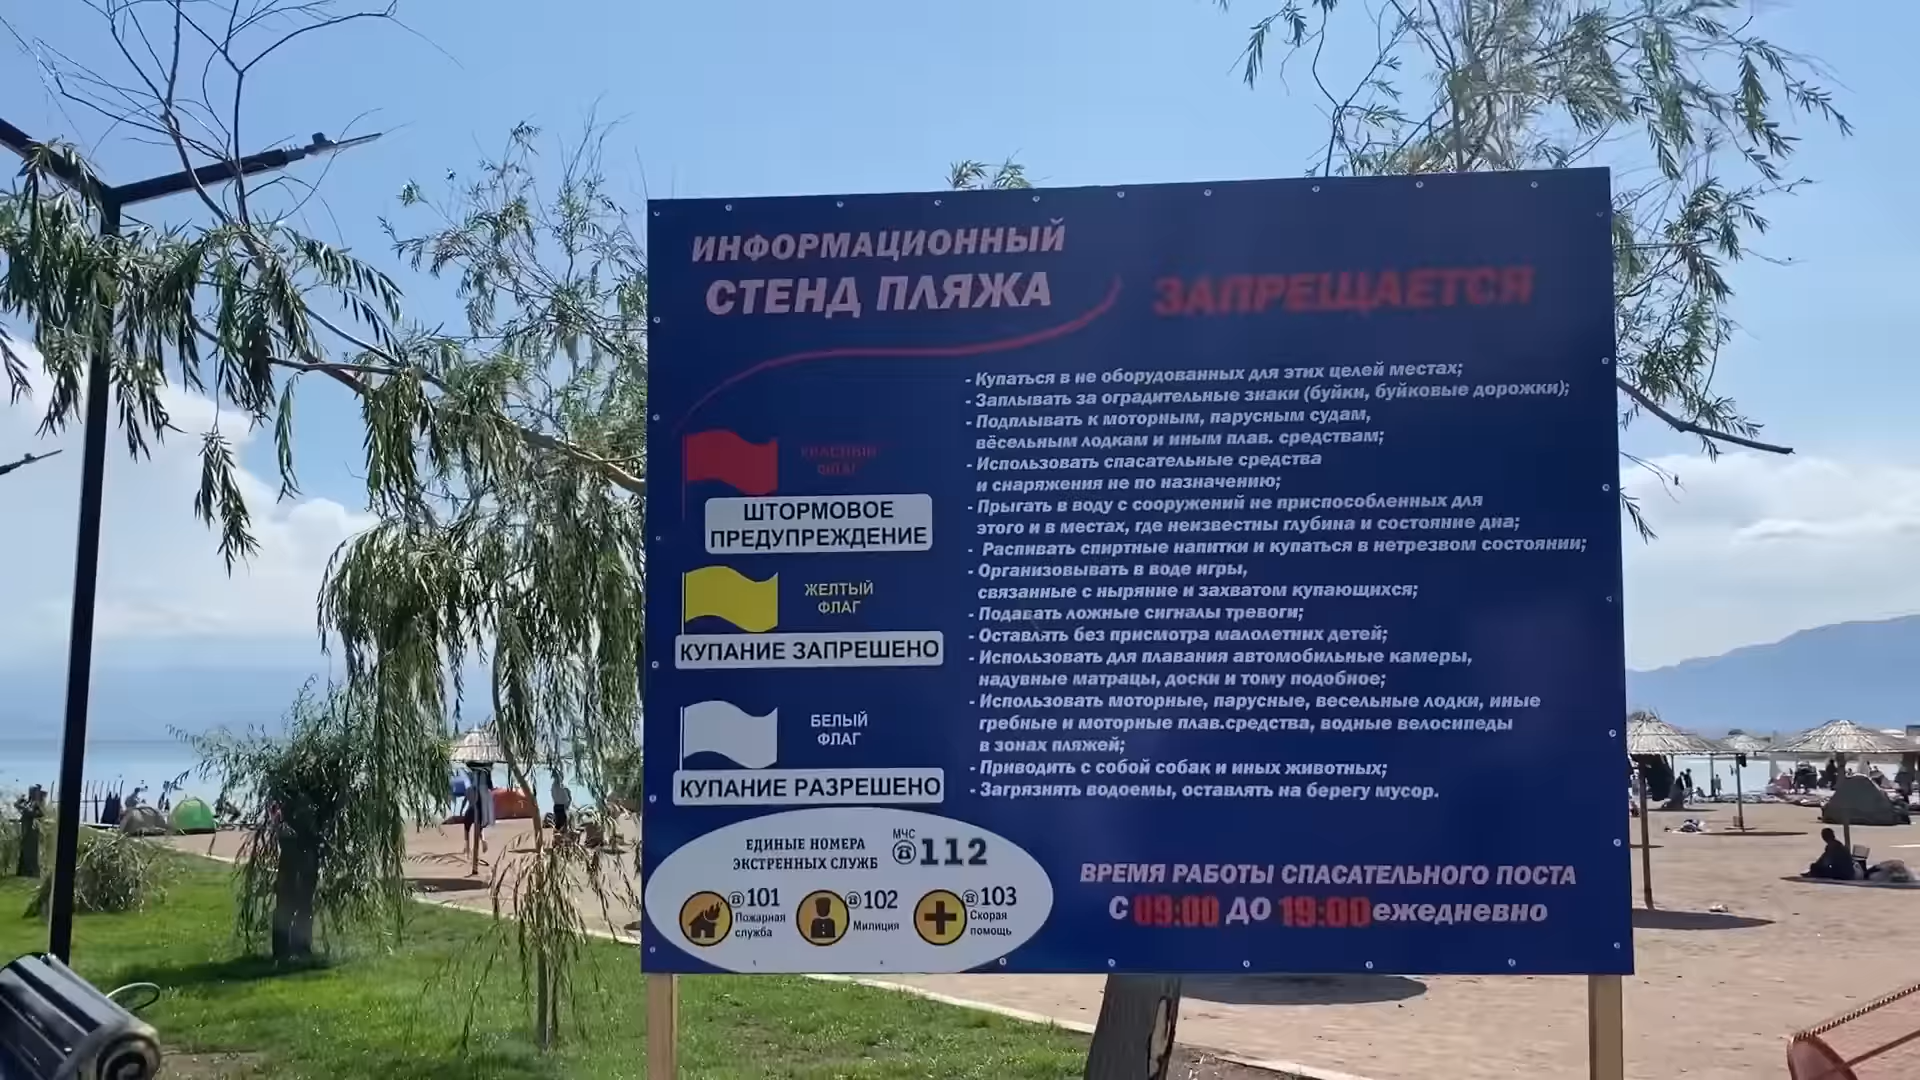 ИНФОРМАЦИОННЫЙ
СТЕНД ПЛЯЖА
КРАСНЫЙ
ФЛАГ
ШТОРМОВОЕ
ПРЕДУПРЕЖДЕНИЕ
ЖЕЛТЫЙ
ФЛАГ
КУПАНИЕ ЗАПРЕШЕНО
БЕЛЫЙ
ФЛАГ
КУПАНИЕ РАЗРЕШЕНО
ЕДИНЫЕ НОМЕРА
ЭКСТРЕННЫХ СЛУЖБ
МЧС
112
101
Пожарная
служба
102
Милиция
103
Скорая
помощь
ЗАПРЕЩАЕТСЯ
- Купаться в не оборудованных для этих целей местах;
- Заплывать за оградительные знаки (буйки, буйковые дорожки);
- Подплывать к моторным, парусным судам,
вёсельным лодкам и иным плав. средствам;
- Использовать спасательные средства
и снаряжения не по назначению;
- Прыгать в воду с сооружений не приспособленных для
этого и в местах, где неизвестны глубина и состояние дна;
- Распивать спиртные напитки и купаться в нетрезвом состоянии;
- Организовывать в воде игры,
связанные с ныряние и захватом купающихся;
- Подавать ложные сигналы тревоги;
- Оставлять без присмотра малолетних детей;
- Использовать для плавания автомобильные камеры,
надувные матрацы, доски и тому подобное;
- Использовать моторные, парусные, весельные лодки, иные
гребные и моторные плав.средства, водные велосипеды
в зонах пляжей;
- Приводить с собой собак и иных животных;
- Загрязнять водоемы, оставлять на берегу мусор.
ВРЕМЯ РАБОТЫ СПАСАТЕЛЬНОГО ПОСТА
С 09:00 ДО 19:00 ежедневно